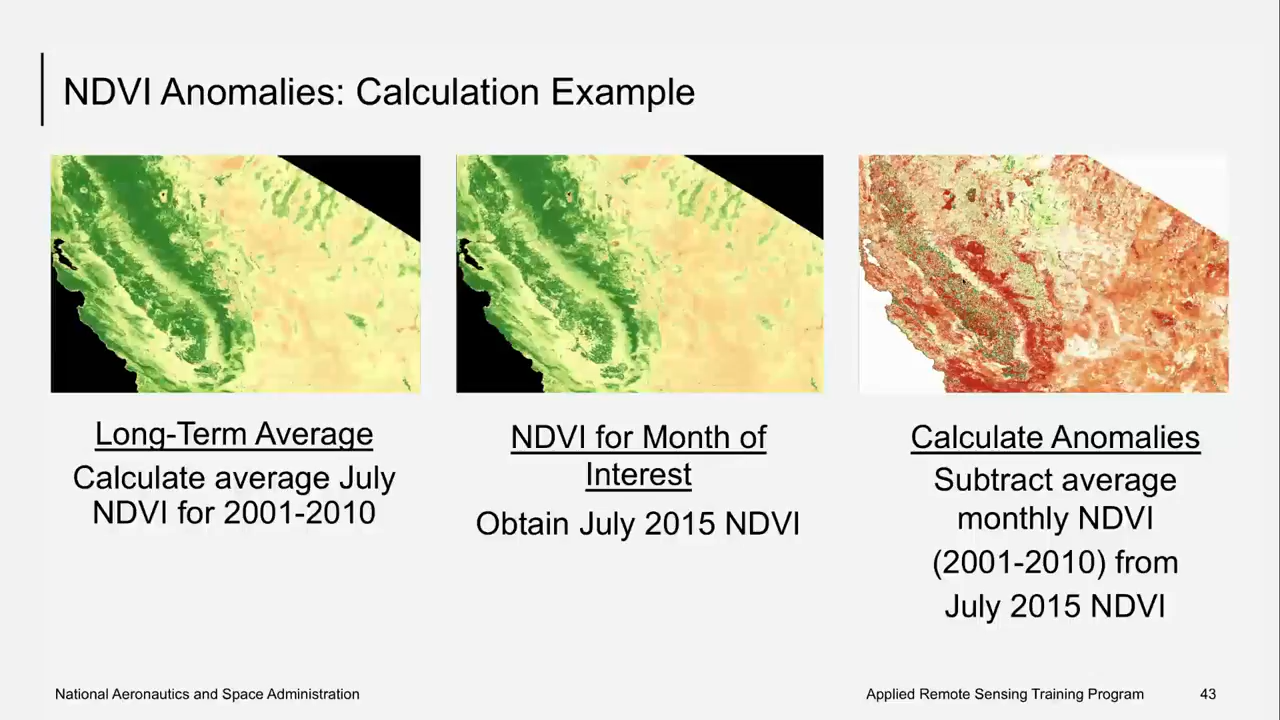 NDVI Anomalies: Calculation Example
Long-Term Average
Calculate average July
NDVI for 2001-2010
NDVI for Month of
Interest
Obtain July 2015 NDVI
Calculate Anomalies
Subtract average
monthly NDVI
(2001-2010) from
July 2015 NDVI
National Aeronautics and Space Administration
Applied Remote Sensing Training Program
43